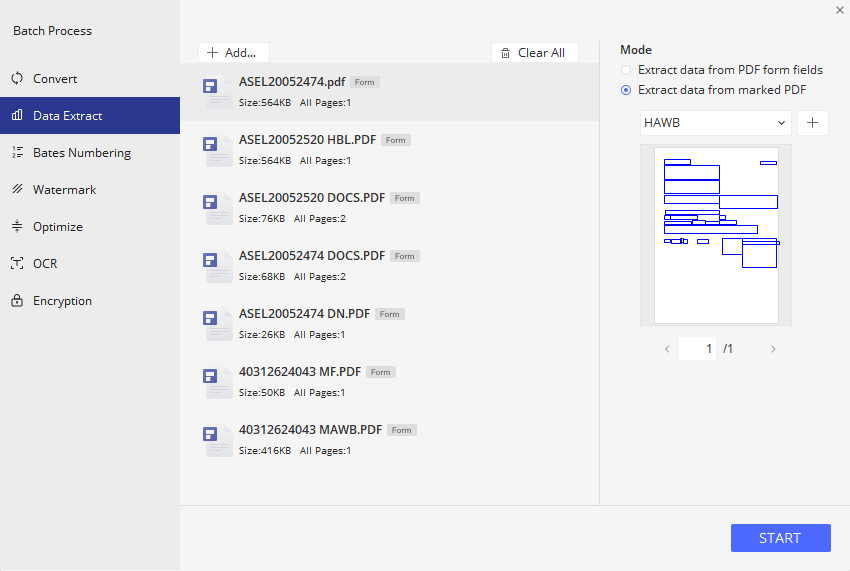 Batch Process
Convert
Data Extract
Bates Numbering
Watermark
Optimize
OCR
Encryption
Add...
Clear All
ASEL20052474.pdf Form
Size:564KB All Pages:1
ASEL20052520 HBL.PDF Form
Size:564KB All Pages:1
ASEL20052520 DOCS.PDF Form
Size:76KB All Pages:2
ASEL20052474 DOCS.PDF Form
Size:68KB All Pages:2
ASEL20052474 DN.PDF Form
Size:26KB All Pages:1
40312624043 MF.PDF Form
Size:50KB All Pages:1
40312624043 MAWB.PDF Form
Size:416KB All Pages:1
Mode
Extract data from PDF form fields
Extract data from marked PDF
HAWB
1 /1
START